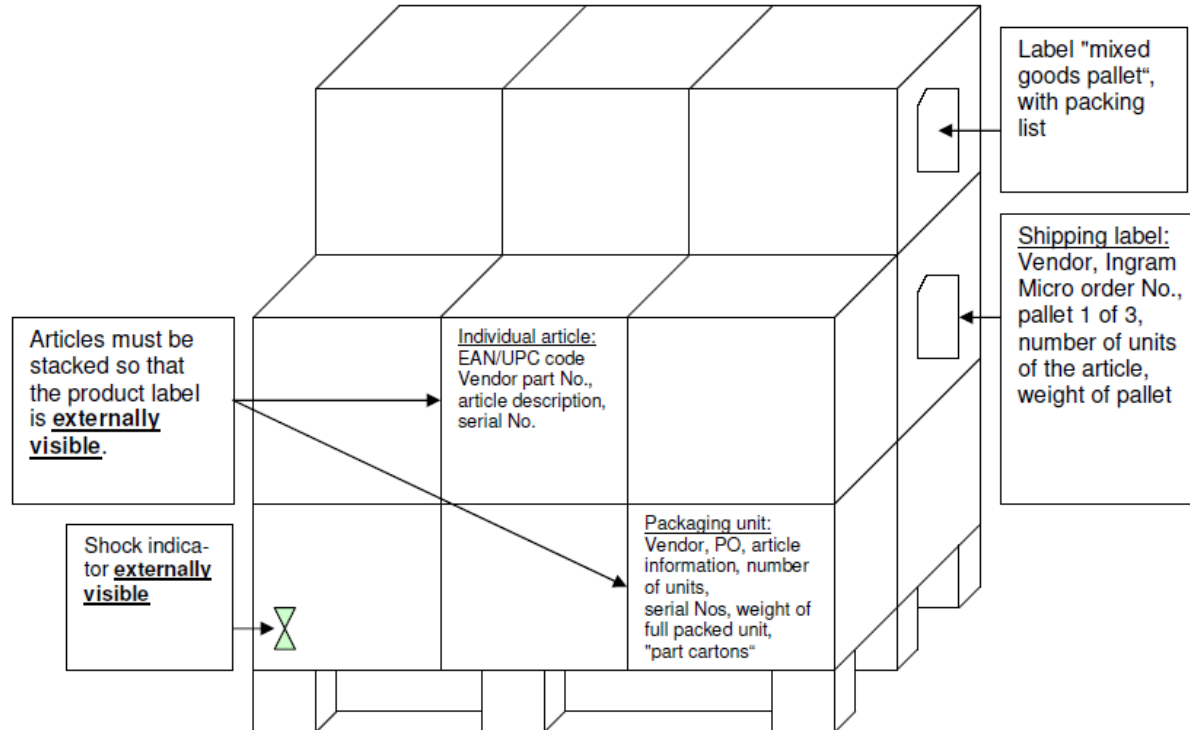 Label "mixed
goods pallet“,
with packing
list
Shipping label:
Vendor, Ingram
Micro order No.,
pallet 1 of 3,
number of units
of the article,
weight of pallet
Articles must be
stacked so that
the product label
is externally
visible.
Individual article:
EAN/UPC code
Vendor part No.,
article description,
serial No.
Shock indica-
tor externally
visible
Packaging unit:
Vendor, PO, article
information, number
of units,
serial Nos, weight of
full packed unit,
"part cartons“